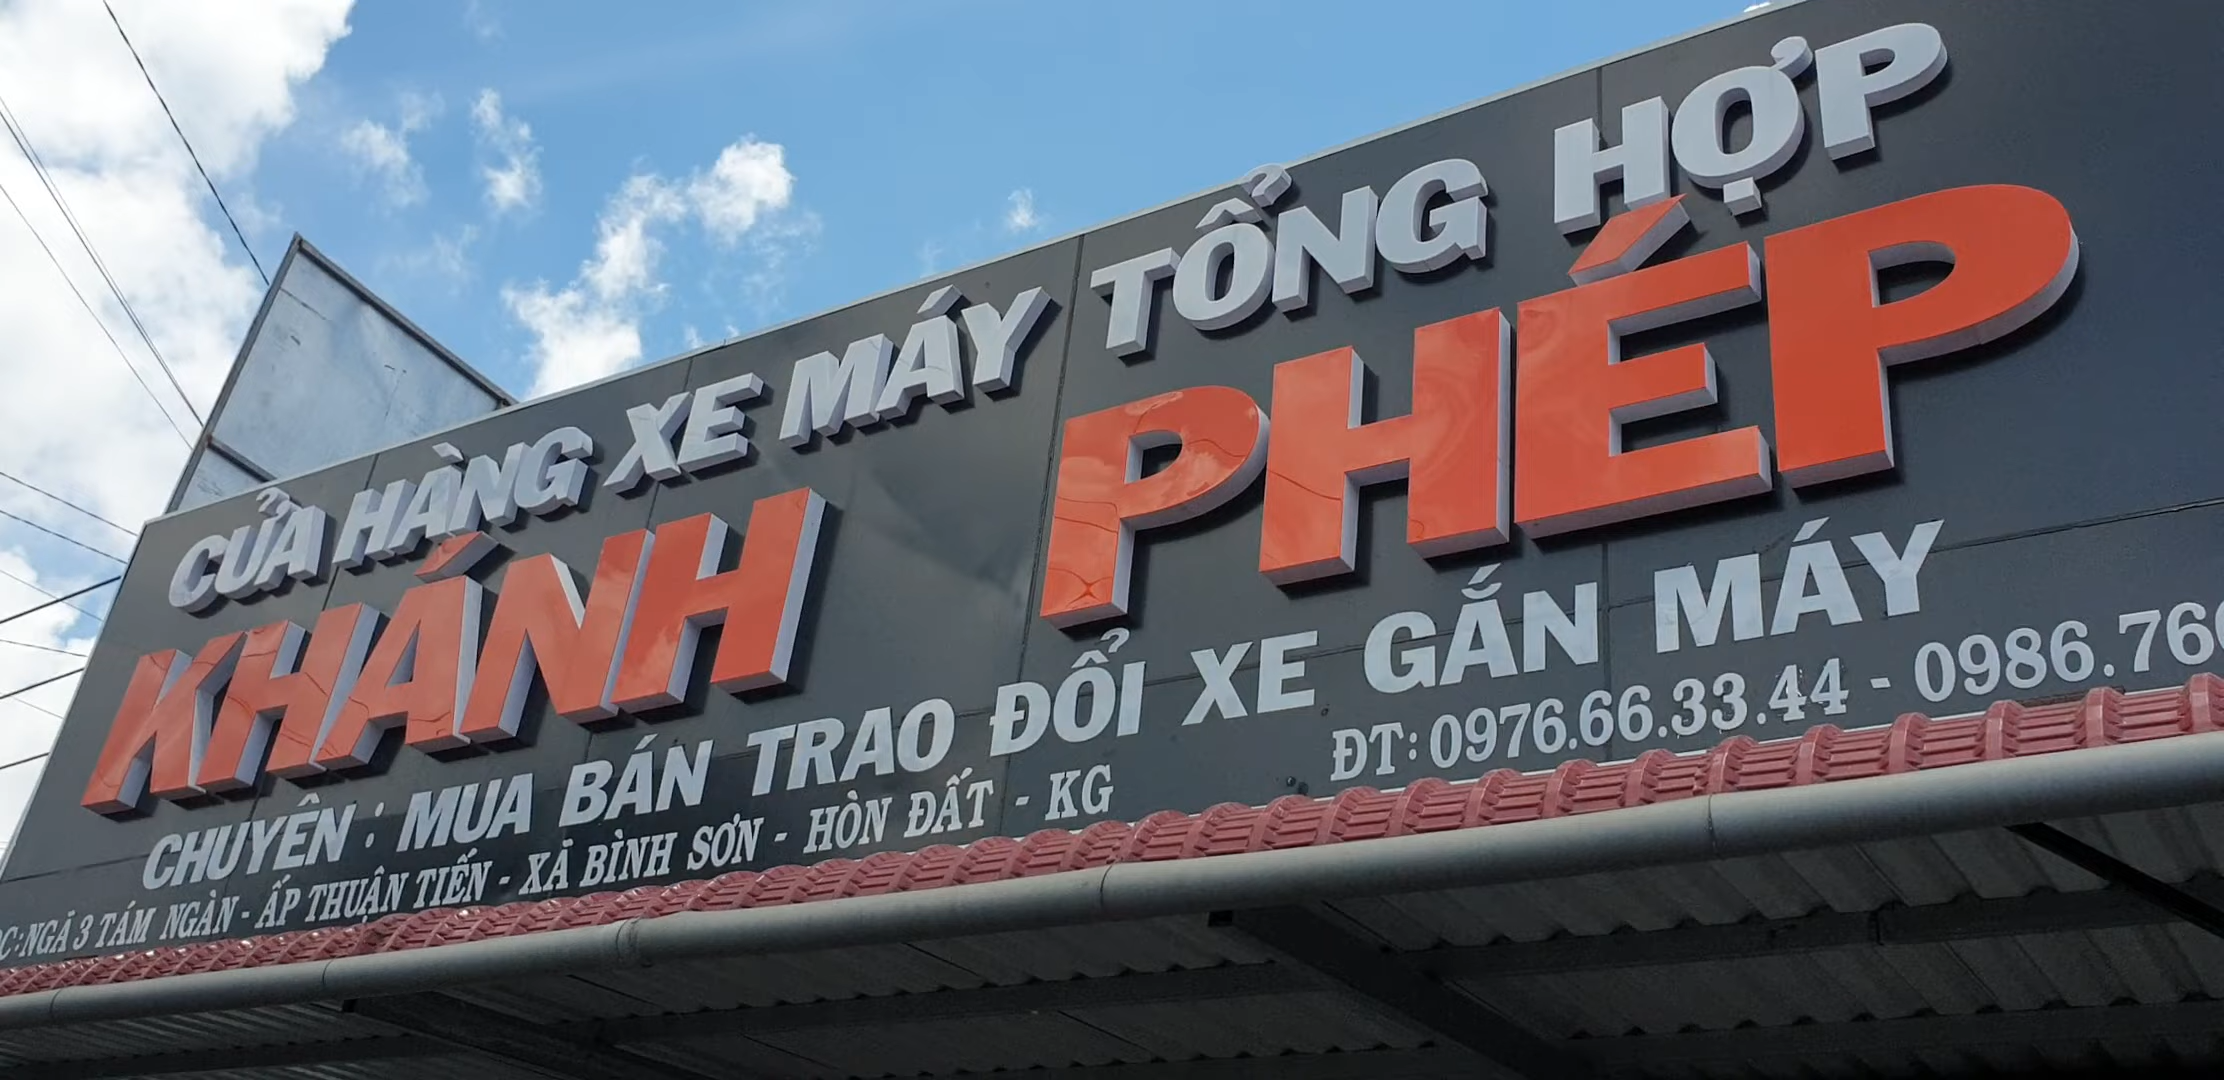 CỬA HÀNG XE MÁY TỔNG HỢP
KHÁNH PHÉP
CHUYÊN : MUA BÁN TRAO ĐỔI XE GẮN MÁY
ĐC:NGÃ 3 TÁM NGÀN - ẤP THUẬN TIẾN - XÃ BÌNH SƠN - HÒN ĐẤT - KG
ĐT: 0976.66.33.44 - 0986.76